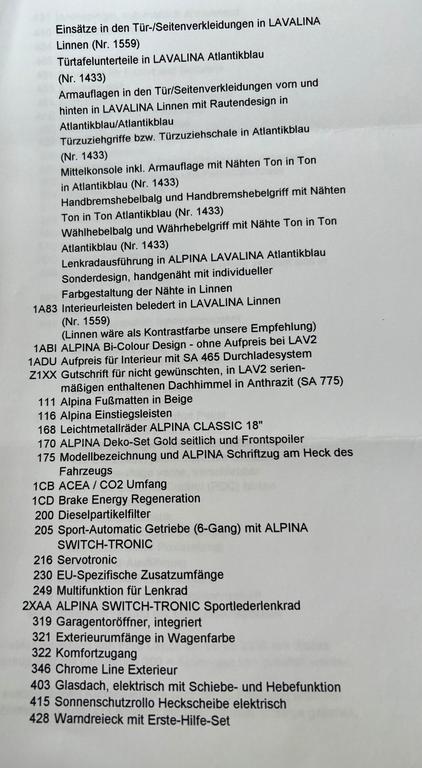 Einsätze in den Tür-/Seitenverkleidungen in LAVALINA
Linnen (Nr. 1559)
Türtafelunterteile in LAVALINA Atlantikblau
(Nr. 1433)
Armauflagen in den Tür/Seitenverkleidungen vorn und
hinten in LAVALINA Linnen mit Rautendesign in
Atlantikblau/Atlantikblau
Türzuziehgriffe bzw. Türzuziehschale in Atlantikblau
(Nr. 1433)
Mittelkonsole inkl. Armauflage mit Nähten Ton in Ton
in Atlantikblau (Nr. 1433)
Handbremshebelbalg und Handbremshebelgriff mit Nähten
Ton in Ton Atlantikblau (Nr. 1433)
Wählhebelbalg und Währhebelgriff mit Nähte Ton in Ton
Atlantikblau (Nr. 1433)
Lenkradausführung in ALPINA LAVALINA Atlantikblau
Sonderdesign, handgenäht mit individueller
Farbgestaltung der Nähte in Linnen
1A83 Interieurleisten beledert in LAVALINA Linnen
(Nr. 1559)
(Linnen wäre als Kontrastfarbe unsere Empfehlung)
1ABI ALPINA Bi-Colour Design - ohne Aufpreis bei LAV2
1ADU Aufpreis für Interieur mit SA 465 Durchladesystem
Z1XX Gutschrift für nicht gewünschten, in LAV2 serien-
mäßigen enthaltenen Dachhimmel in Anthrazit (SA 775)
111 Alpina Fußmatten in Beige
116 Alpina Einstiegsleisten
168 Leichtmetallräder ALPINA CLASSIC 18"
170 ALPINA Deko-Set Gold seitlich und Frontspoiler
175 Modellbezeichnung und ALPINA Schriftzug am Heck des
Fahrzeugs
1CB ACEA / CO2 Umfang
1CD Brake Energy Regeneration
200 Dieselpartikelfilter
205 Sport-Automatic Getriebe (6-Gang) mit ALPINA
SWITCH-TRONIC
216 Servotronic
230 EU-Spezifische Zusatzumfänge
249 Multifunktion für Lenkrad
2XAA ALPINA SWITCH-TRONIC Sportlederlenkrad
319 Garagentoröffner, integriert
321 Exterieurumfänge in Wagenfarbe
322 Komfortzugang
346 Chrome Line Exterieur
403 Glasdach, elektrisch mit Schiebe- und Hebefunktion
415 Sonnenschutzrollo Heckscheibe elektrisch
428 Warndreieck mit Erste-Hilfe-Set